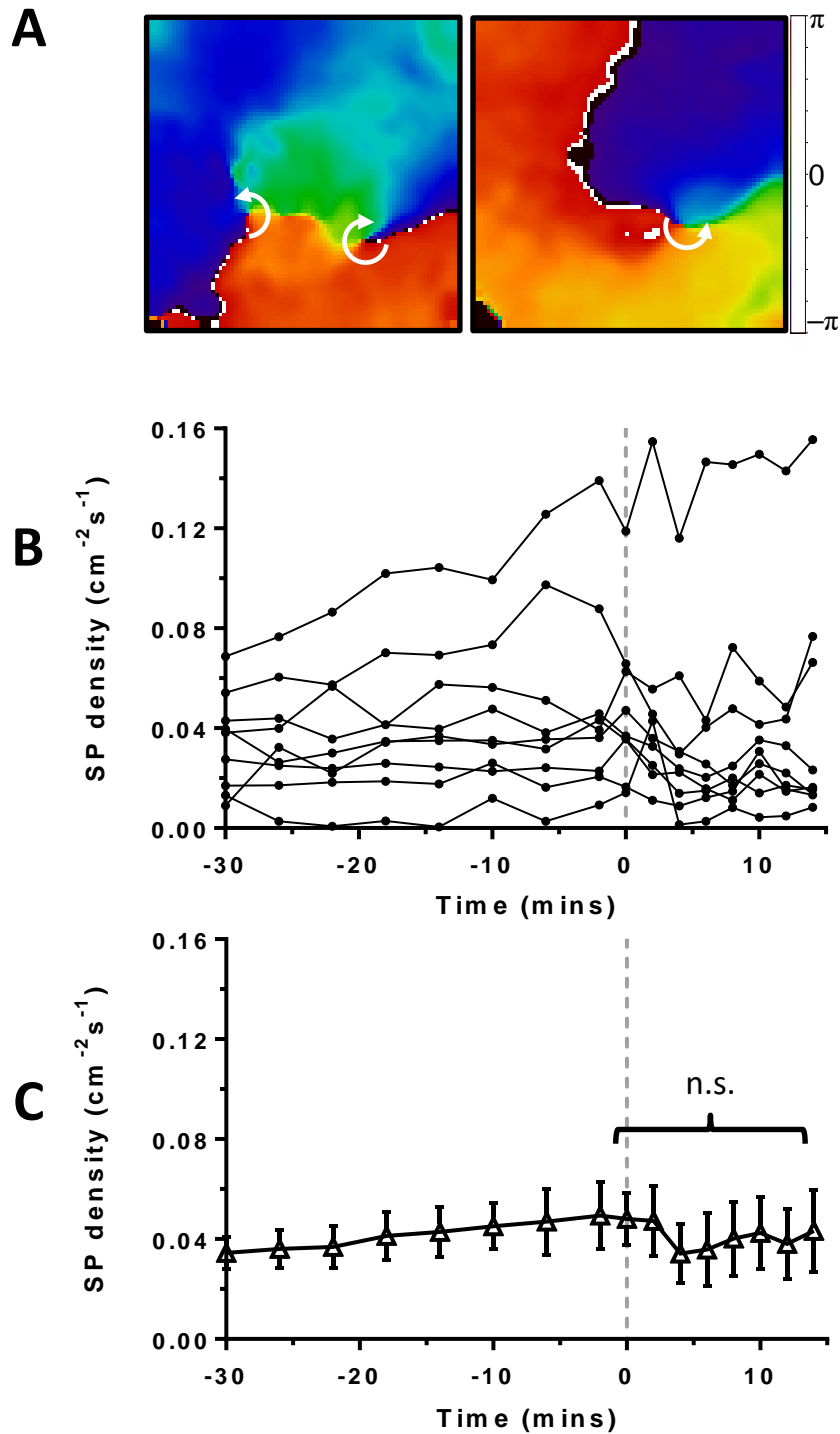 A
π
0
−π
B
SP density (cm⁻²s⁻¹)
0.16
0.12
0.08
0.04
0.00
-30
-20
-10
0
10
Time (mins)
C
SP density (cm⁻²s⁻¹)
0.16
0.12
0.08
0.04
0.00
n.s.
-30
-20
-10
0
10
Time (mins)